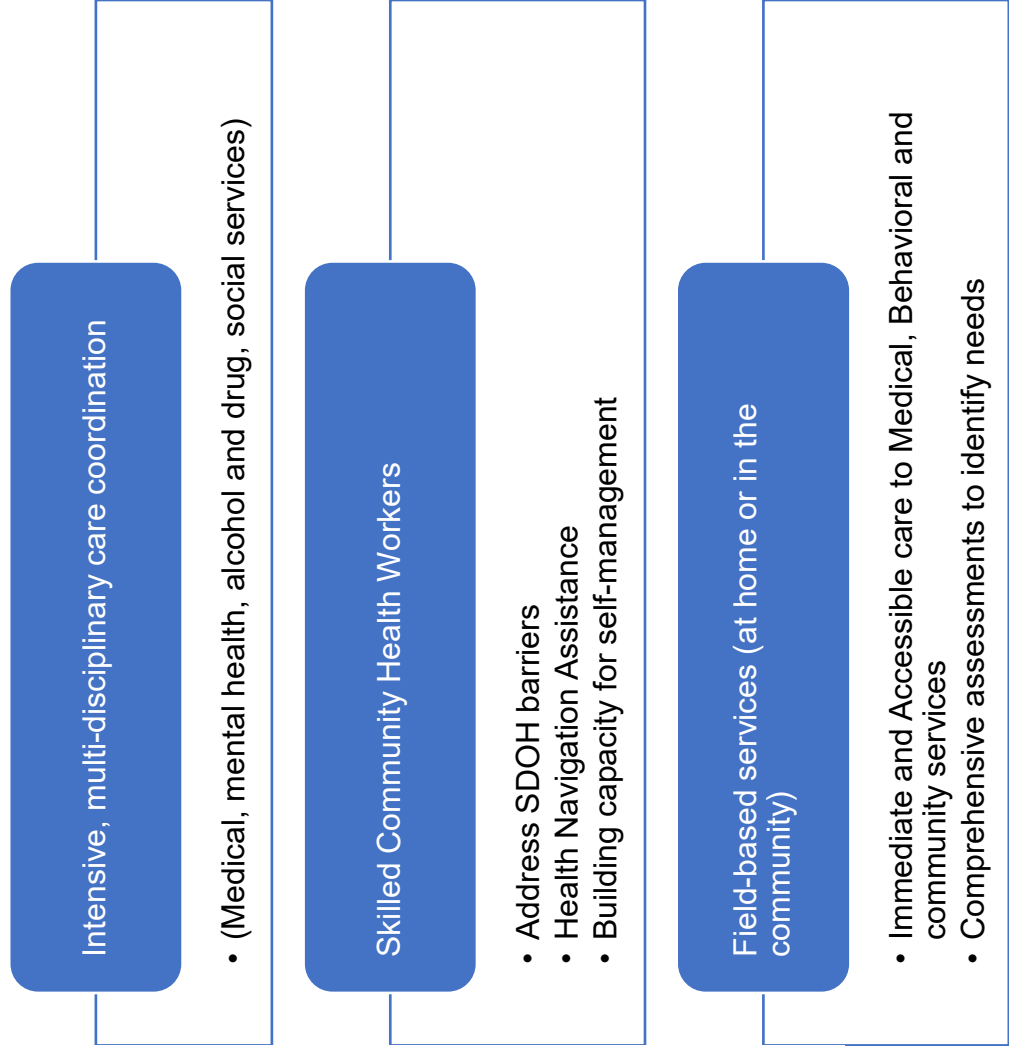 Intensive, multi-disciplinary care coordination
• (Medical, mental health, alcohol and drug, social services)
Skilled Community Health Workers
• Address SDOH barriers
• Health Navigation Assistance
• Building capacity for self-management
Field-based services (at home or in the
community)
• Immediate and Accessible care to Medical, Behavioral and
community services
• Comprehensive assessments to identify needs